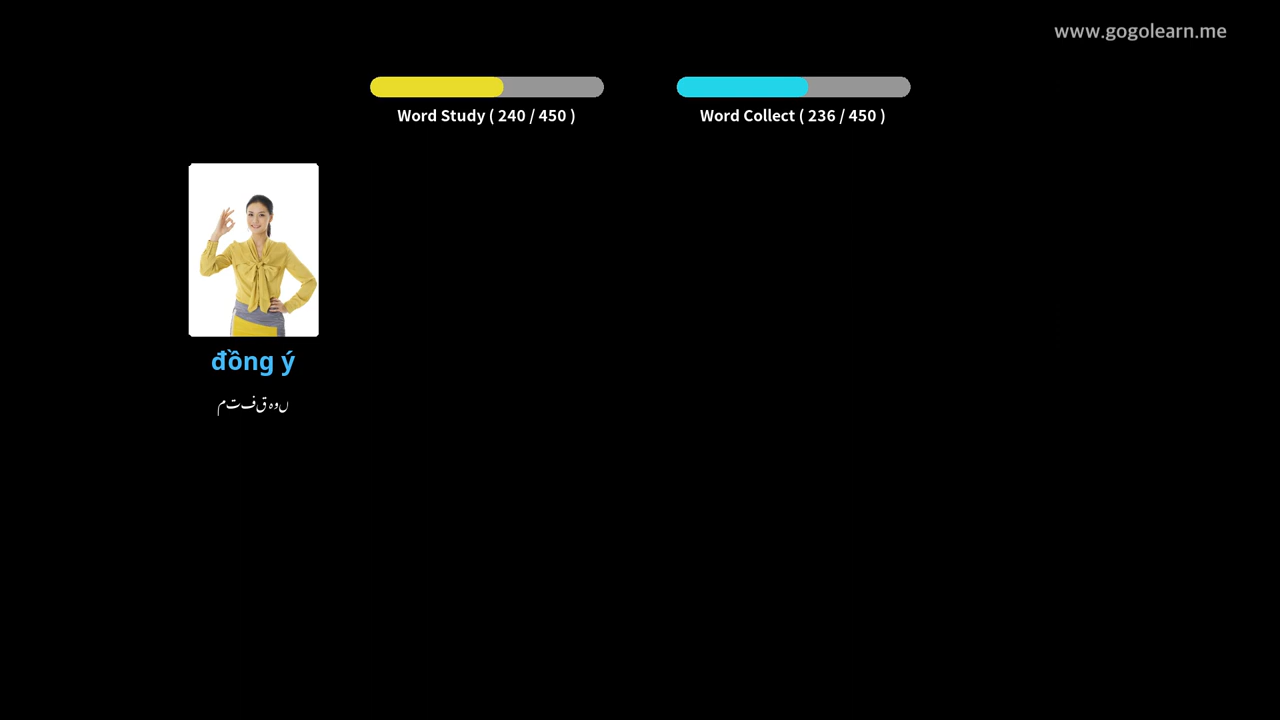 www.gogolearn.me
Word Study ( 240 / 450 )
Word Collect ( 236 / 450 )
đồng ý
متفق ہوں